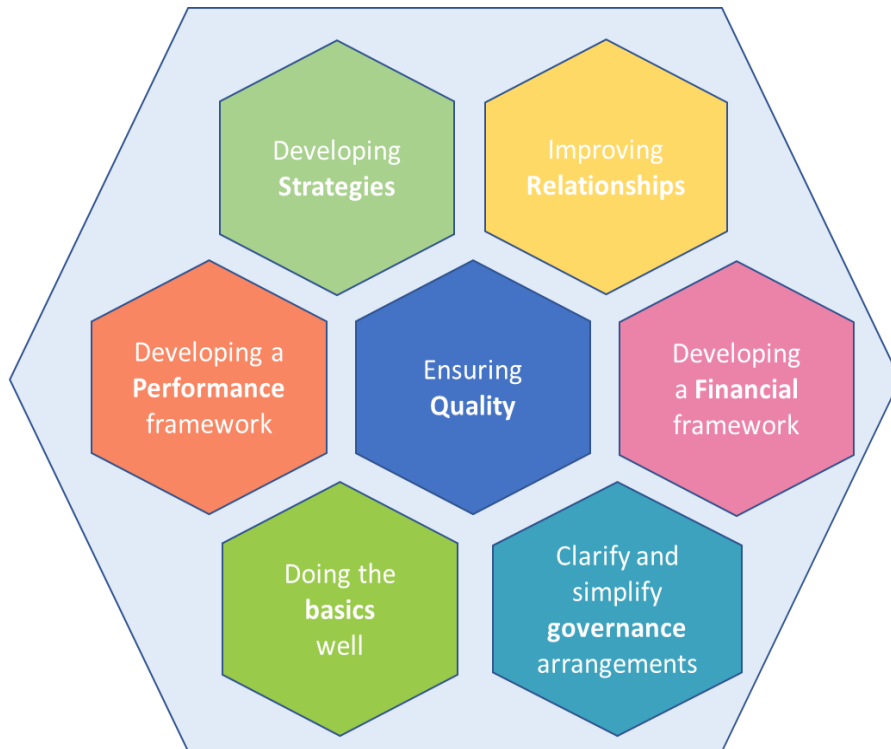 Developing
Strategies
Improving
Relationships
Developing a
Performance
framework
Ensuring
Quality
Developing
a Financial
framework
Doing the
basics
well
Clarify and
simplify
governance
arrangements